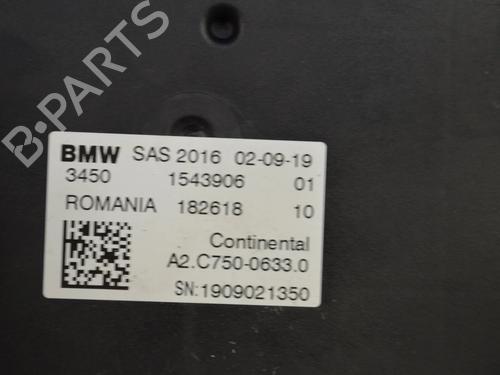 B-PARTS
BMW SAS 2016 02-09-19
3450 1543906 01
ROMANIA 182618 10
Continental
A2.C750-0633.0
SN:1909021350